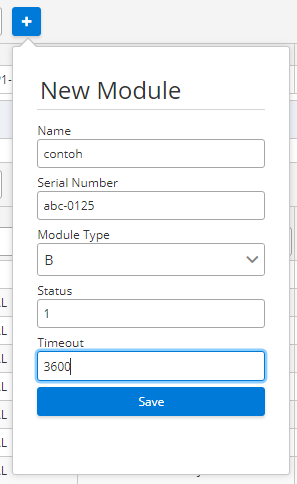 +
New Module
Name
contoh
Serial Number
abc-0125
Module Type
B
Status
1
Timeout
3600
Save